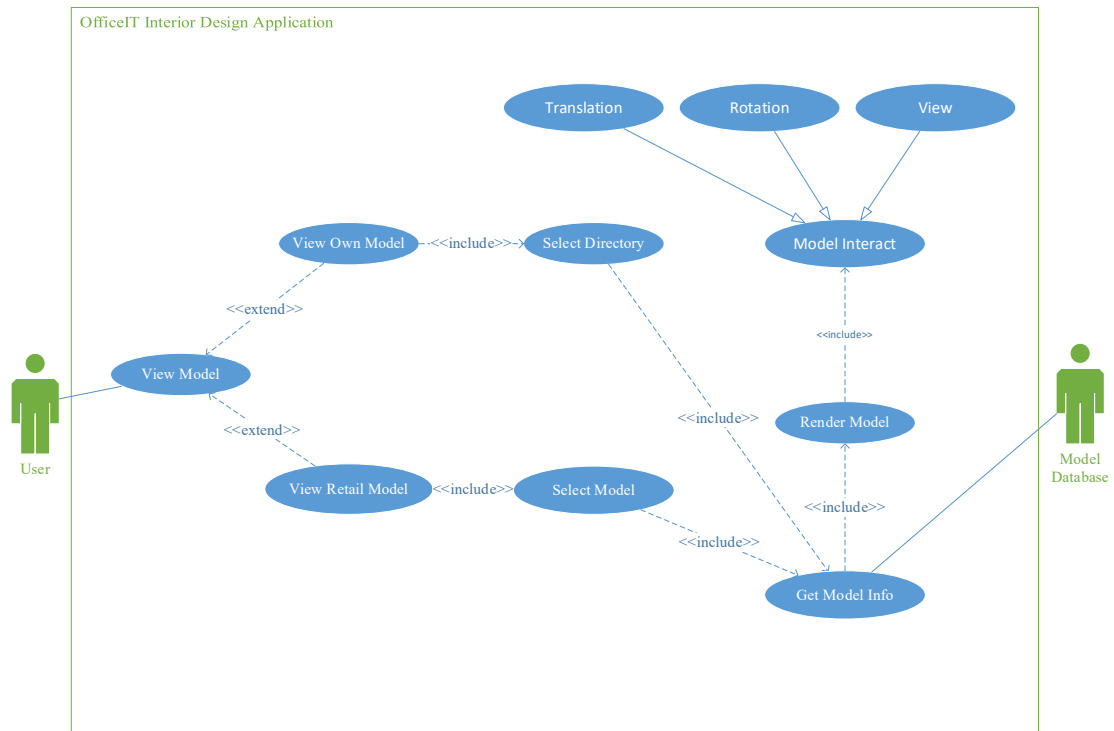 OfficeIT Interior Design Application
Translation
Rotation
View
View Own Model
<<include>>
Select Directory
Model Interact
<<extend>>
<<include>>
View Model
<<include>>
Render Model
<<extend>>
User
Model
Database
View Retail Model
<<include>>
Select Model
<<include>>
<<include>>
Get Model Info